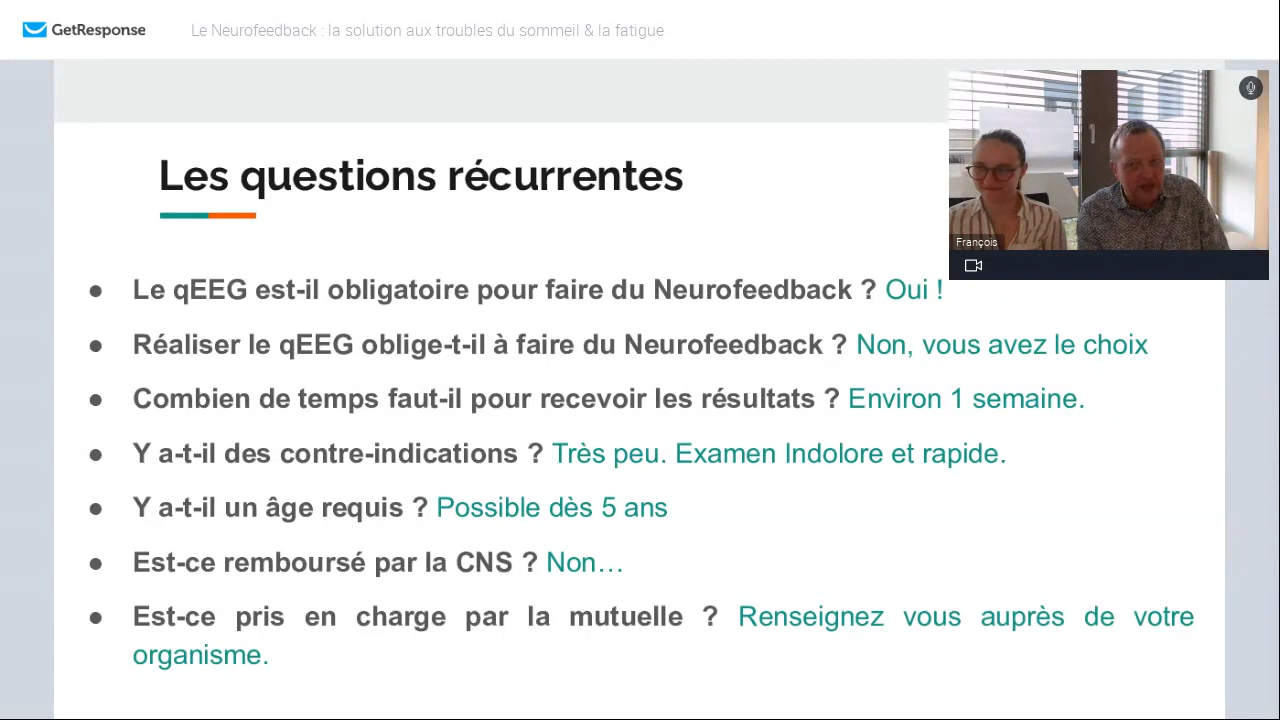 GetResponse
Le Neurofeedback : la solution aux troubles du sommeil & la fatigue
Les questions récurrentes
François
● Le qEEG est-il obligatoire pour faire du Neurofeedback ? Oui !
● Réaliser le qEEG oblige-t-il à faire du Neurofeedback ? Non, vous avez le choix
● Combien de temps faut-il pour recevoir les résultats ? Environ 1 semaine.
● Y a-t-il des contre-indications ? Très peu. Examen Indolore et rapide.
● Y a-t-il un âge requis ? Possible dès 5 ans
● Est-ce remboursé par la CNS ? Non…
● Est-ce pris en charge par la mutuelle ? Renseignez vous auprès de votre
organisme.